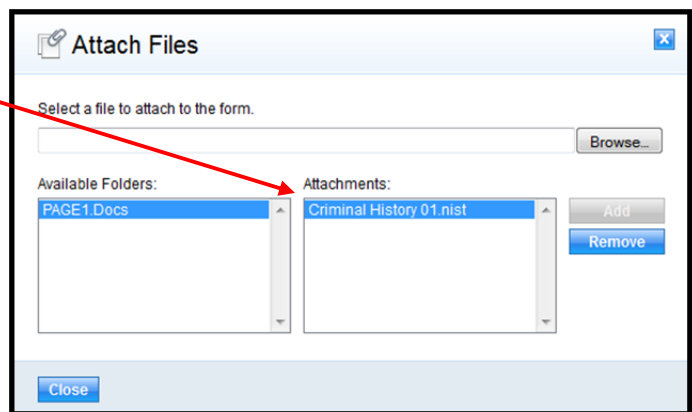 Attach Files
Select a file to attach to the form.
Browse...
Available Folders: Attachments:
PAGE1.Docs Criminal History 01.nist Add
Remove
Close